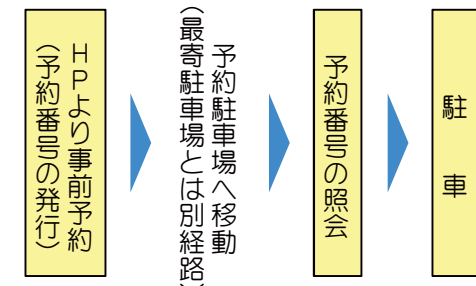 HPより事前予約
（予約番号の発行）
予約駐車場へ移動
（最寄駐車場とは別経路）
予約番号の照会
駐車